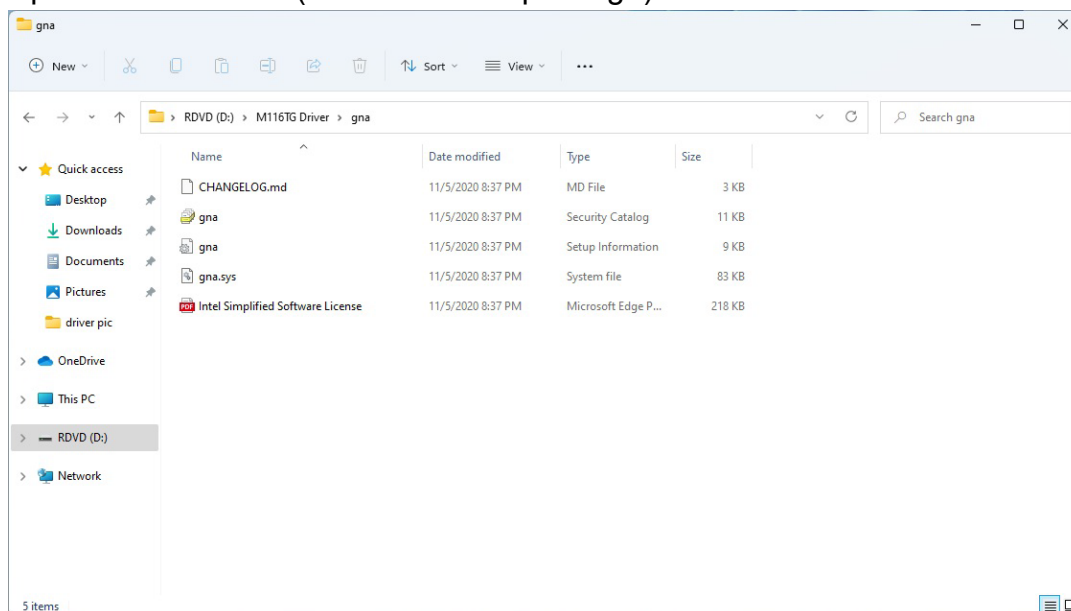 gna
New
Sort
View
RDVD (D:) > M116TG Driver > gna
Search gna
Quick access
Desktop
Downloads
Documents
Pictures
driver pic
OneDrive
This PC
RDVD (D:)
Network
Name Date modified Type Size
CHANGELOG.md 11/5/2020 8:37 PM MD File 3 KB
gna 11/5/2020 8:37 PM Security Catalog 11 KB
gna 11/5/2020 8:37 PM Setup Information 9 KB
gna.sys 11/5/2020 8:37 PM System file 83 KB
PDF Intel Simplified Software License 11/5/2020 8:37 PM Microsoft Edge P... 218 KB
5 items